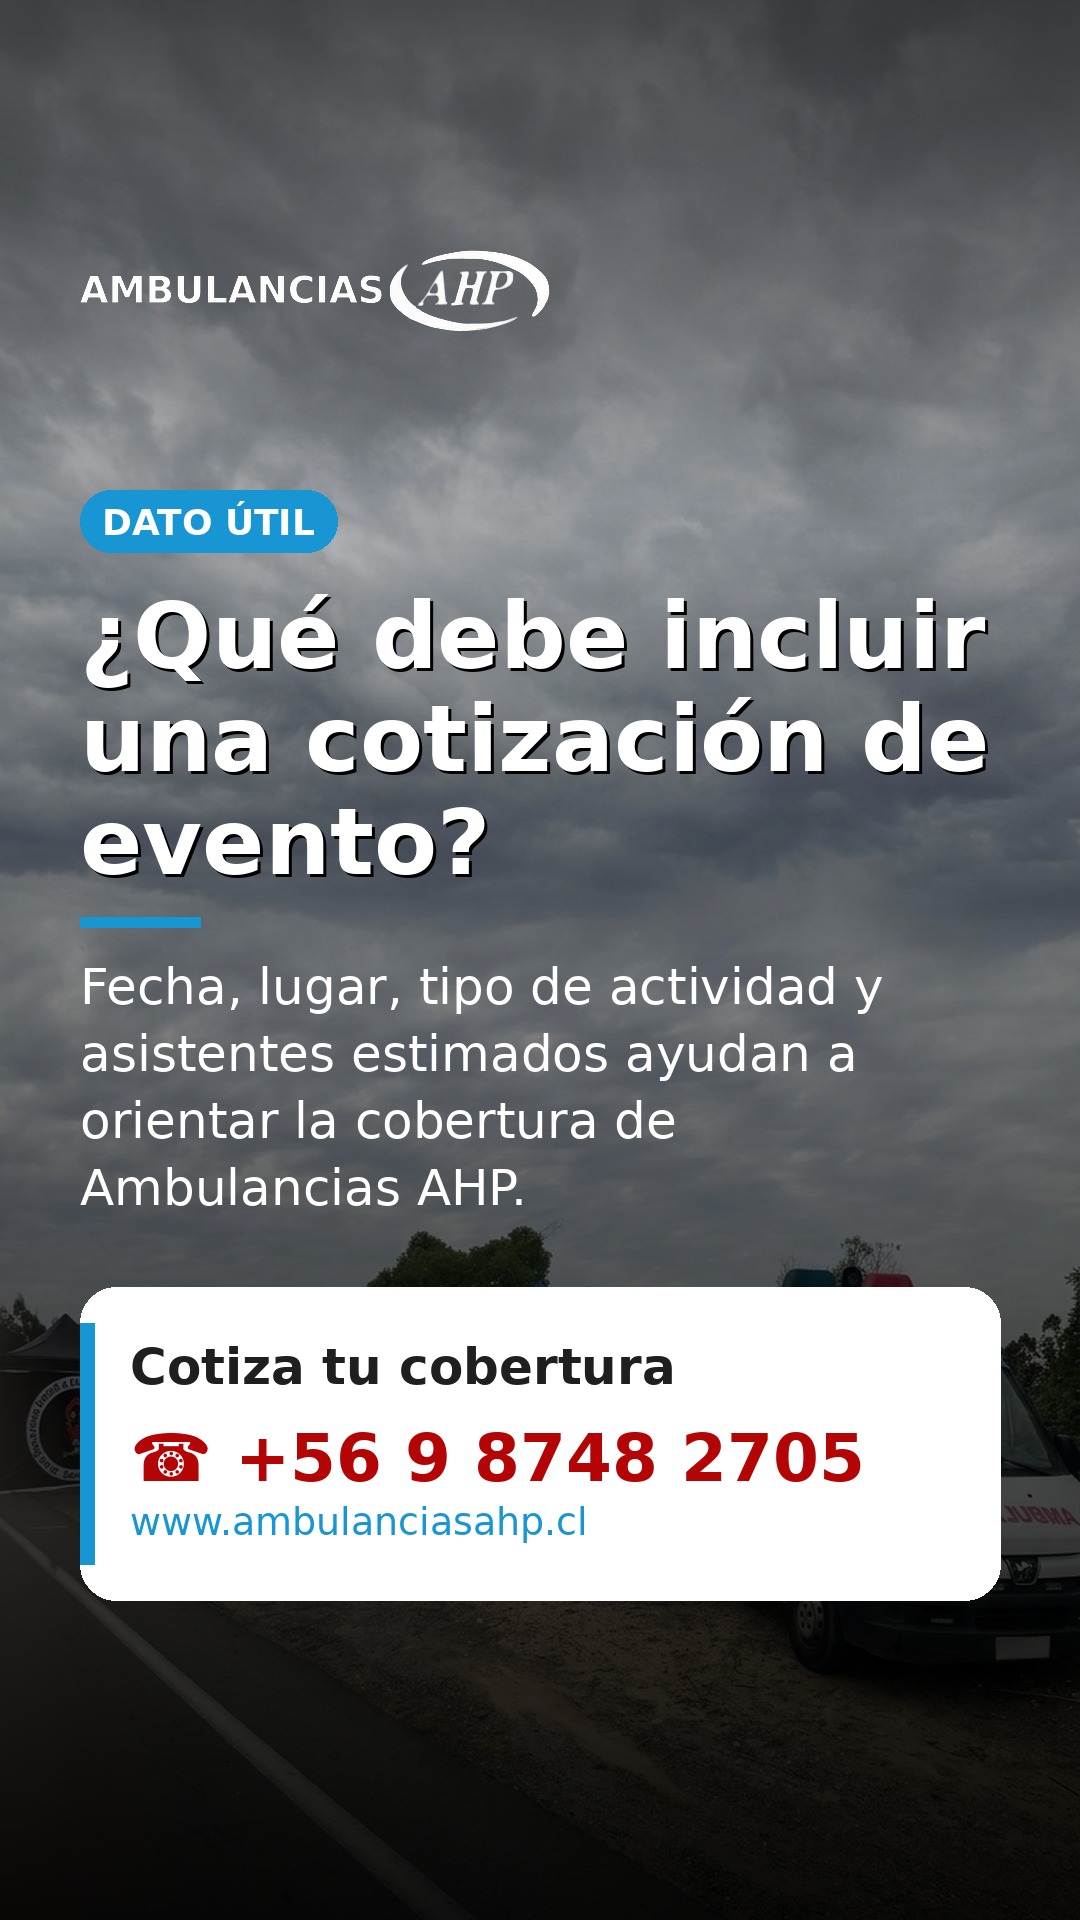 AMBULANCIAS AHP
DATO ÚTIL
¿Qué debe incluir
una cotización de
evento?
Fecha, lugar, tipo de actividad y
asistentes estimados ayudan a
orientar la cobertura de
Ambulancias AHP.
Cotiza tu cobertura
☎ +56 9 8748 2705
www.ambulanciasahp.cl